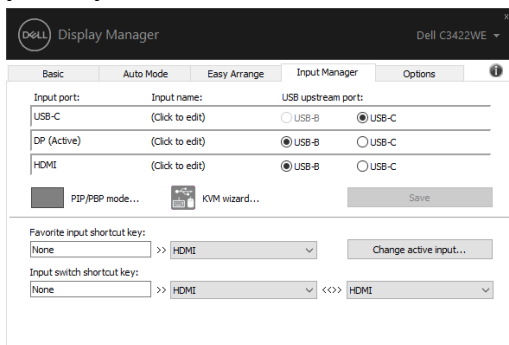 x
DELL Display Manager Dell C3422WE
Basic Auto Mode Easy Arrange Input Manager Options i
Input port: Input name: USB upstream port:
USB-C (Click to edit) USB-B USB-C
DP (Active) (Click to edit) USB-B USB-C
HDMI (Click to edit) USB-B USB-C
PIP/PBP mode... KVM wizard... Save
Favorite input shortcut key:
None >> HDMI Change active input...
Input switch shortcut key:
None >> HDMI <<>> HDMI